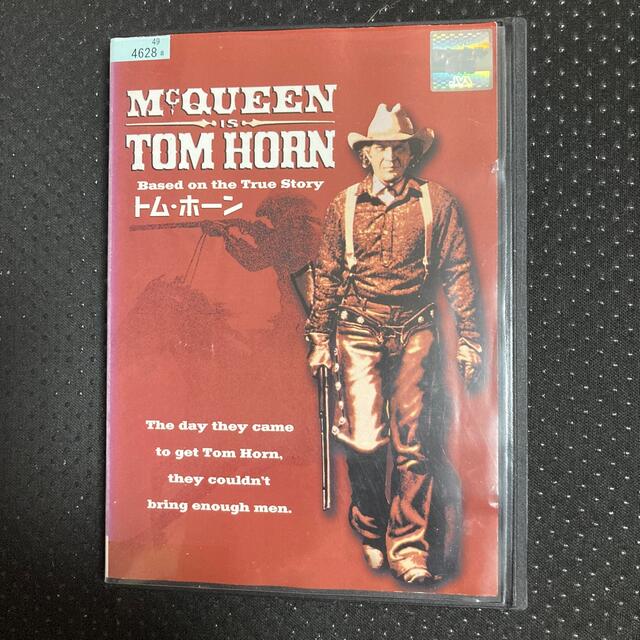 49
4628 a
McQUEEN
IS
TOM HORN
Based on the True Story
トム・ホーン
The day they came
to get Tom Horn,
they couldn't
bring enough men.